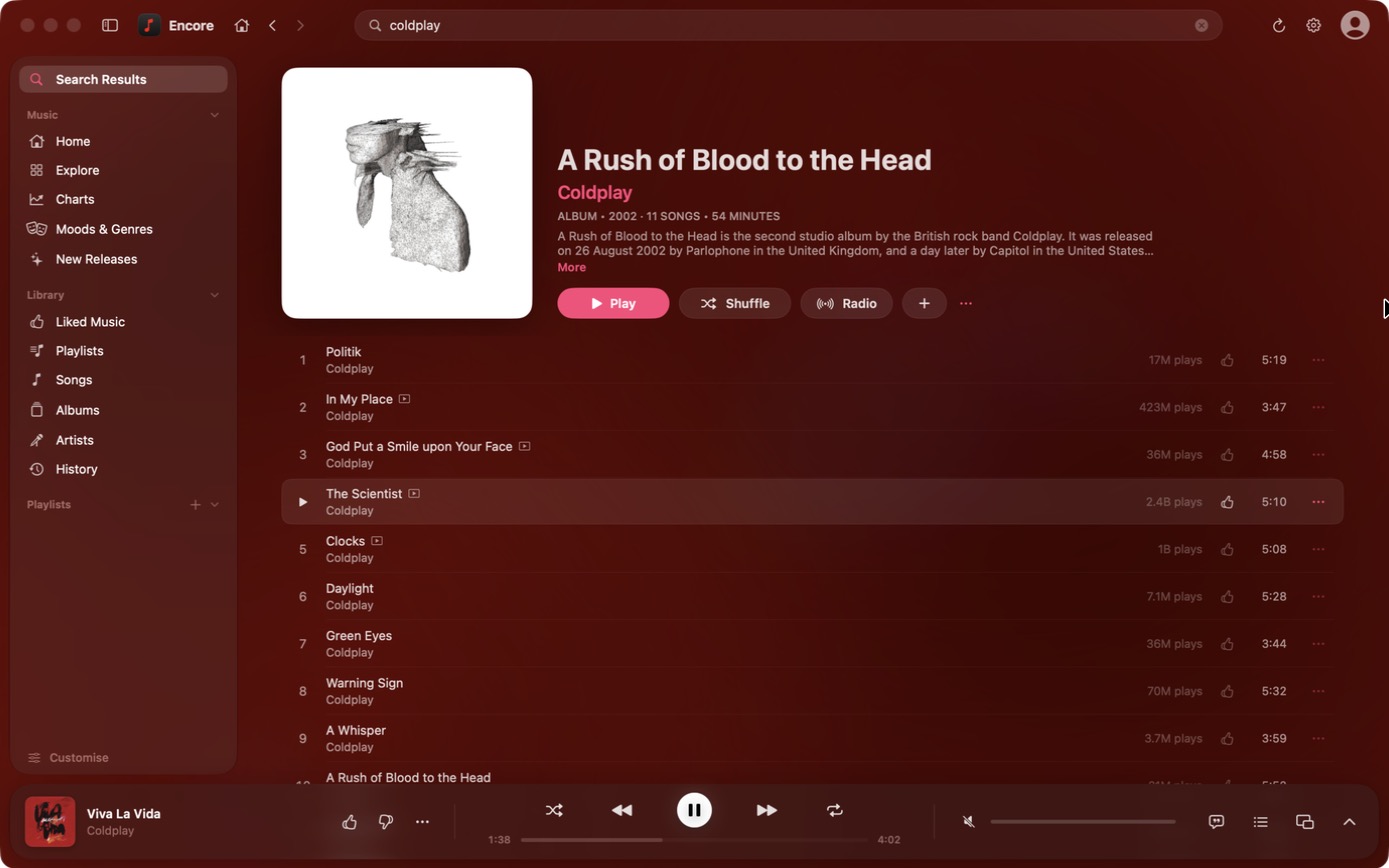 Encore
coldplay
Search Results
Music
Home
Explore
Charts
Moods & Genres
New Releases
Library
Liked Music
Playlists
Songs
Albums
Artists
History
Playlists
Customise
A Rush of Blood to the Head
Coldplay
ALBUM • 2002 · 11 SONGS • 54 MINUTES
A Rush of Blood to the Head is the second studio album by the British rock band Coldplay. It was released
on 26 August 2002 by Parlophone in the United Kingdom, and a day later by Capitol in the United States...
More
Play Shuffle Radio
1 Politik 17M plays 5:19
Coldplay
2 In My Place 423M plays 3:47
Coldplay
3 God Put a Smile upon Your Face 36M plays 4:58
Coldplay
The Scientist 2.4B plays 5:10
Coldplay
5 Clocks 1B plays 5:08
Coldplay
6 Daylight 7.1M plays 5:28
Coldplay
7 Green Eyes 36M plays 3:44
Coldplay
8 Warning Sign 70M plays 5:32
Coldplay
9 A Whisper 3.7M plays 3:59
Coldplay
A Rush of Blood to the Head
Viva La Vida
Coldplay
1:38 4:02